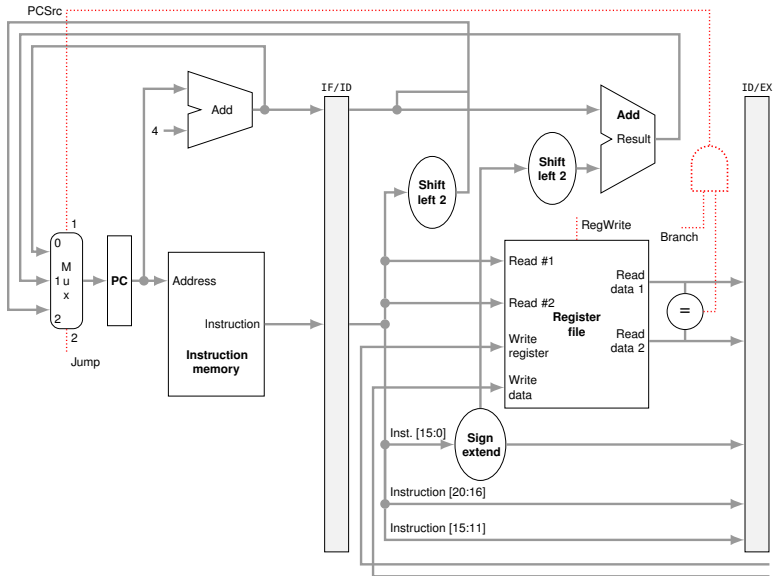 PCSrc
IF/ID
ID/EX
Add
4
Add
Result
Shift
left 2
Shift
left 2
1
0
M
1 u
x
2
2
Jump
PC
Address
Instruction
Instruction
memory
RegWrite
Branch
Read #1
Read #2
Write
register
Write
data
Register
file
Read
data 1
=
Read
data 2
Inst. [15:0]
Sign
extend
Instruction [20:16]
Instruction [15:11]